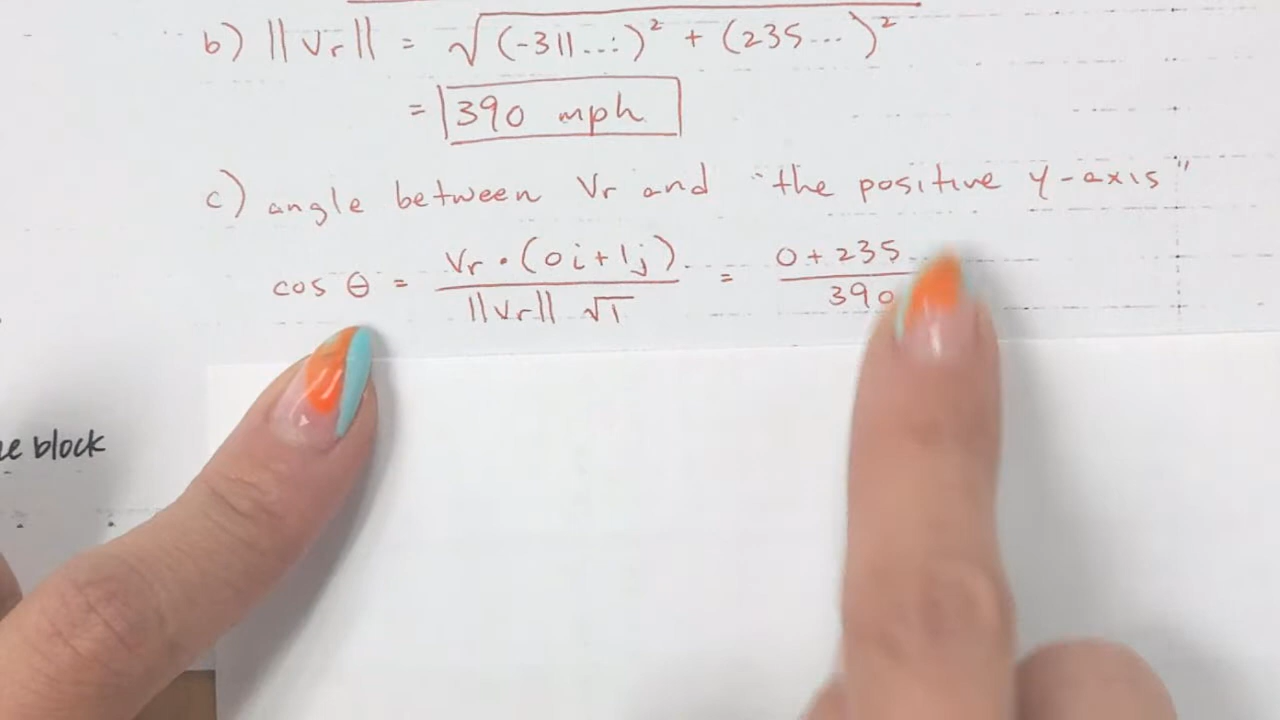 b) ||Vr|| = √(-311...)² + (235...)²
= 390 mph
c) angle between Vr and "the positive y-axis"
cos θ = Vr • (0i + 1j) / ||Vr|| √1 = 0 + 235.. / 390
block